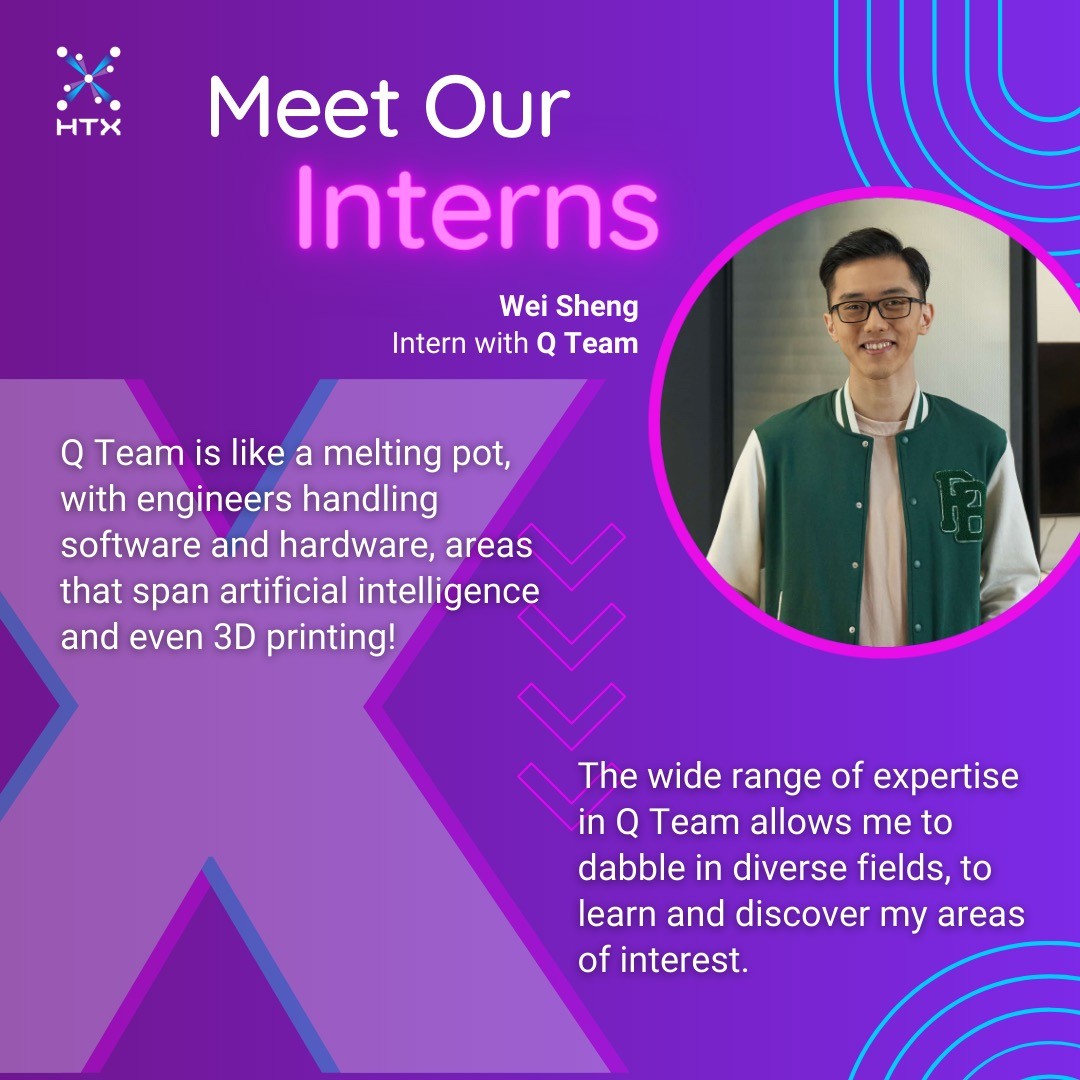 HTX
Meet Our
Interns
Wei Sheng
Intern with Q Team
Q Team is like a melting pot,
with engineers handling
software and hardware, areas
that span artificial intelligence
and even 3D printing!
The wide range of expertise
in Q Team allows me to
dabble in diverse fields, to
learn and discover my areas
of interest.